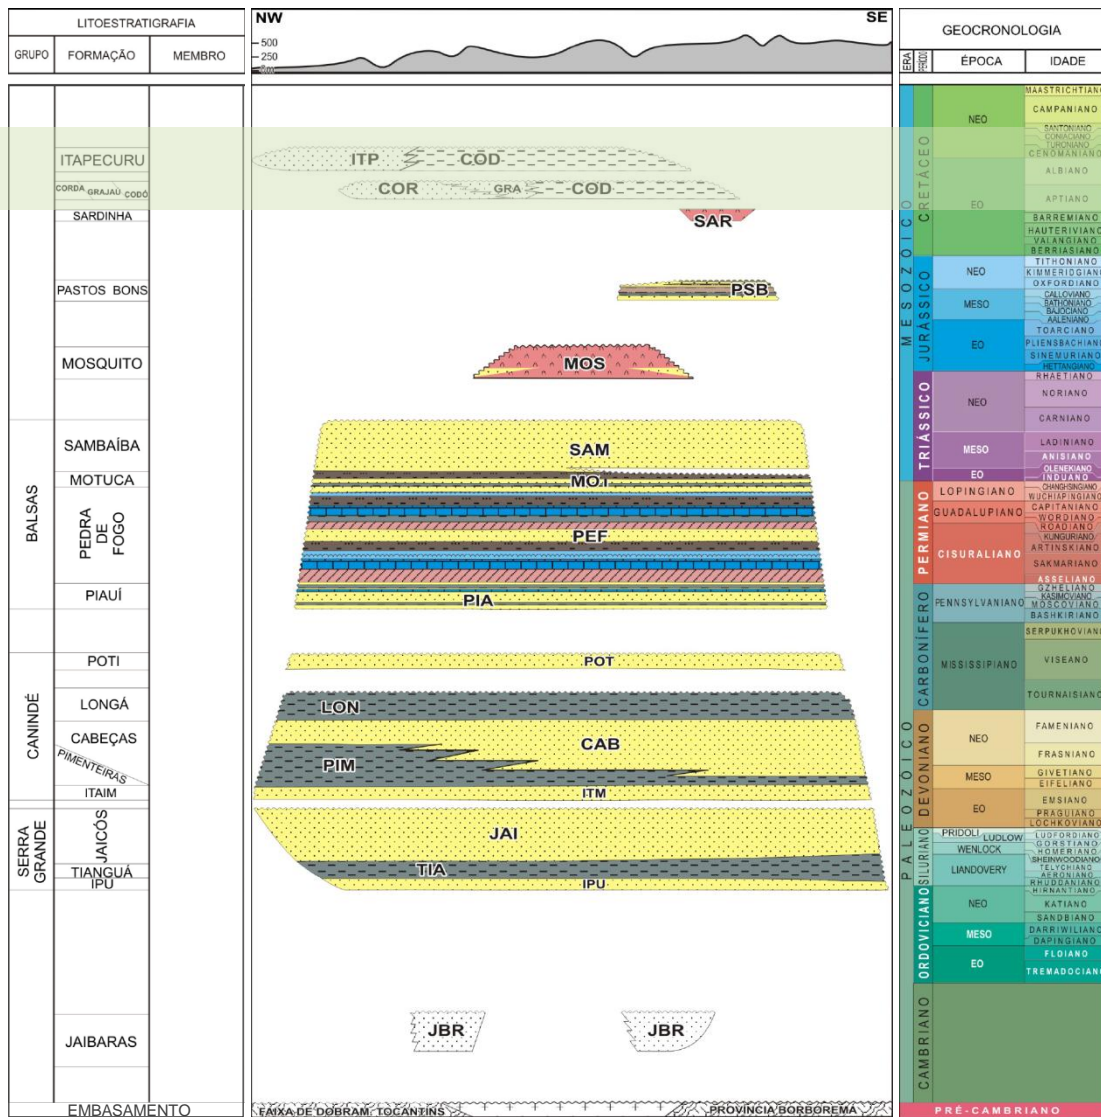 LITOESTRATIGRAFIA
GRUPO FORMAÇÃO MEMBRO
ITAPECURU
CORDA GRAJAÚ CODÓ
SARDINHA
PASTOS BONS
MOSQUITO
BALSAS
SAMBAÍBA
MOTUCA
PEDRA
DE
FOGO
PIAUÍ
CANINDÉ
POTI
LONGÁ
CABEÇAS
PIMENTEIRAS
ITAIM
SERRA
GRANDE
JAICÓS
TIANGUÁ
IPU
JAIBARAS
EMBASAMENTO
NW SE
500
250
ITP COD
COR GRA COD
SAR
PSB
MOS
SAM
MOT
PEF
PIA
POT
LON
CAB
PIM
ITM
JAI
TIA
IPU
JBR JBR
FAIXA DE DOBRAM. TOCANTINS PROVÍNCIA BORBOREMA
GEOCRONOLOGIA
ERA PERÍODO ÉPOCA IDADE
MESOZOICO
CRETÁCEO
NEO
MAASTRICHTIANO
CAMPANIANO
SANTONIANO
CONIACIANO
TURONIANO
CENOMANIANO
EO
ALBIANO
APTIANO
BARREMIANO
HAUTERIVIANO
VALANGIANO
BERRIASIANO
JURÁSSICO
NEO
TITHONIANO
KIMMERIDGIANO
OXFORDIANO
MESO
CALLOVIANO
BATHONIANO
BAJOCIANO
AALENIANO
EO
TOARCIANO
PLIENSBACHIANO
SINEMURIANO
HETTANGIANO
TRIÁSSICO
NEO
RHAETIANO
NORIANO
CARNIANO
MESO
LADINIANO
ANISIANO
EO
OLENEKIANO
INDUANO
PALEOZÓICO
PERMIANO
LOPINGIANO
CHANGHSINGIANO
WUCHIAPINGIANO
GUADALUPIANO
CAPITANIANO
WORDIANO
ROADIANO
CISURALIANO
KUNGURIANO
ARTINSKIANO
SAKMARIANO
ASSELIANO
CARBONÍFERO
PENNSYLVANIANO
GZHELIANO
KASIMOVIANO
MOSCOVIANO
BASHKIRIANO
MISSISSIPIANO
SERPUKHOVIANO
VISEANO
TOURNAISIANO
DEVONIANO
NEO
FAMENIANO
FRASNIANO
MESO
GIVETIANO
EIFELIANO
EO
EMSIANO
PRAGUIANO
LOCHKOVIANO
SILURIANO
PRIDOLI
LUDLOW
LUDFORDIANO
GORSTIANO
WENLOCK
HOMERIANO
SHEINWOODIANO
LIANDOVERY
TELYCHIANO
AERONIANO
RHUDDANIANO
ORDOVICIANO
NEO
HIRNANTIANO
KATIANO
SANDBIANO
MESO
DARRIWILIANO
DAPINGIANO
EO
FLOIANO
TREMADOCIANO
CAMBRIANO
PRÉ-CAMBRIANO